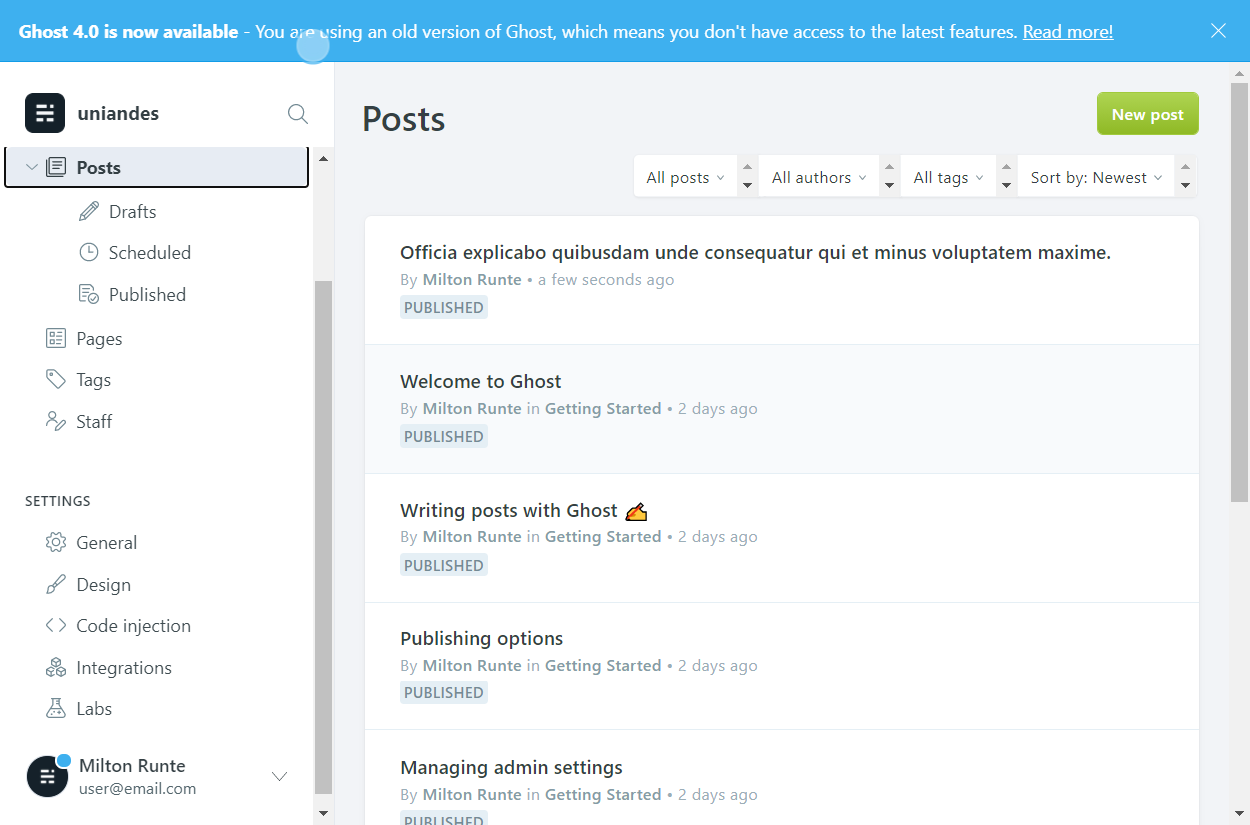 Ghost 4.0 is now available - You are using an old version of Ghost, which means you don't have access to the latest features. Read more!
uniandes
Posts
Drafts
Scheduled
Published
Pages
Tags
Staff
SETTINGS
General
Design
Code injection
Integrations
Labs
Milton Runte
user@email.com
Posts
New post
All posts
All authors
All tags
Sort by: Newest
Officia explicabo quibusdam unde consequatur qui et minus voluptatem maxime.
By Milton Runte • a few seconds ago
PUBLISHED
Welcome to Ghost
By Milton Runte in Getting Started • 2 days ago
PUBLISHED
Writing posts with Ghost ✍️
By Milton Runte in Getting Started • 2 days ago
PUBLISHED
Publishing options
By Milton Runte in Getting Started • 2 days ago
PUBLISHED
Managing admin settings
By Milton Runte in Getting Started • 2 days ago
PUBLISHED